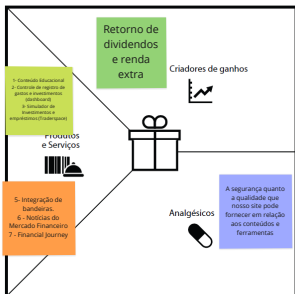 Retorno de
dividendos
e renda
extra
Criadores de ganhos
1- Conteúdo Educacional
2- Controle de registro de
gastos e investimentos
(dashboard)
3- Simulador de
investimentos e
empréstimos (Traderspace)
Produtos
e Serviços
5- Integração de
bandeiras.
6 - Notícias do
Mercado Financeiro
7 - Financial Journey
Analgésicos
A segurança quanto
a qualidade que
nosso site pode
fornecer em relação
aos conteúdos e
ferramentas